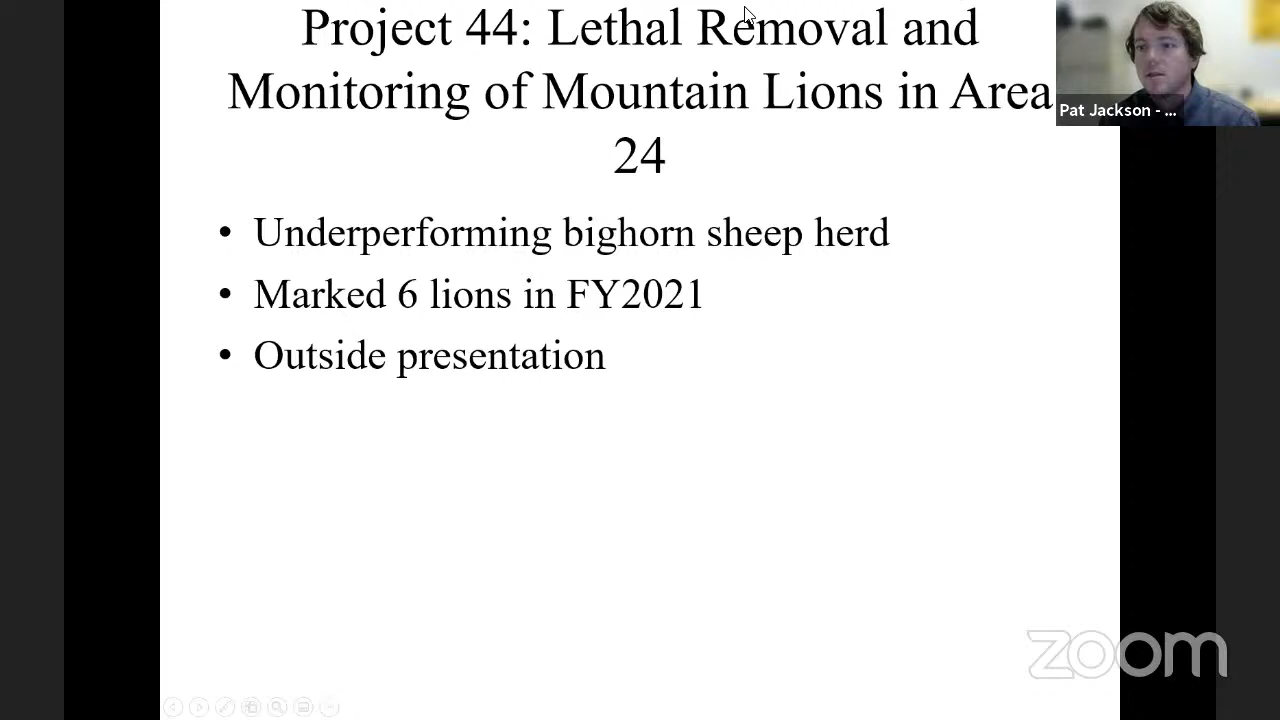 Project 44: Lethal Removal and
Monitoring of Mountain Lions in Area
24
Pat Jackson - ...
• Underperforming bighorn sheep herd
• Marked 6 lions in FY2021
• Outside presentation
zoom